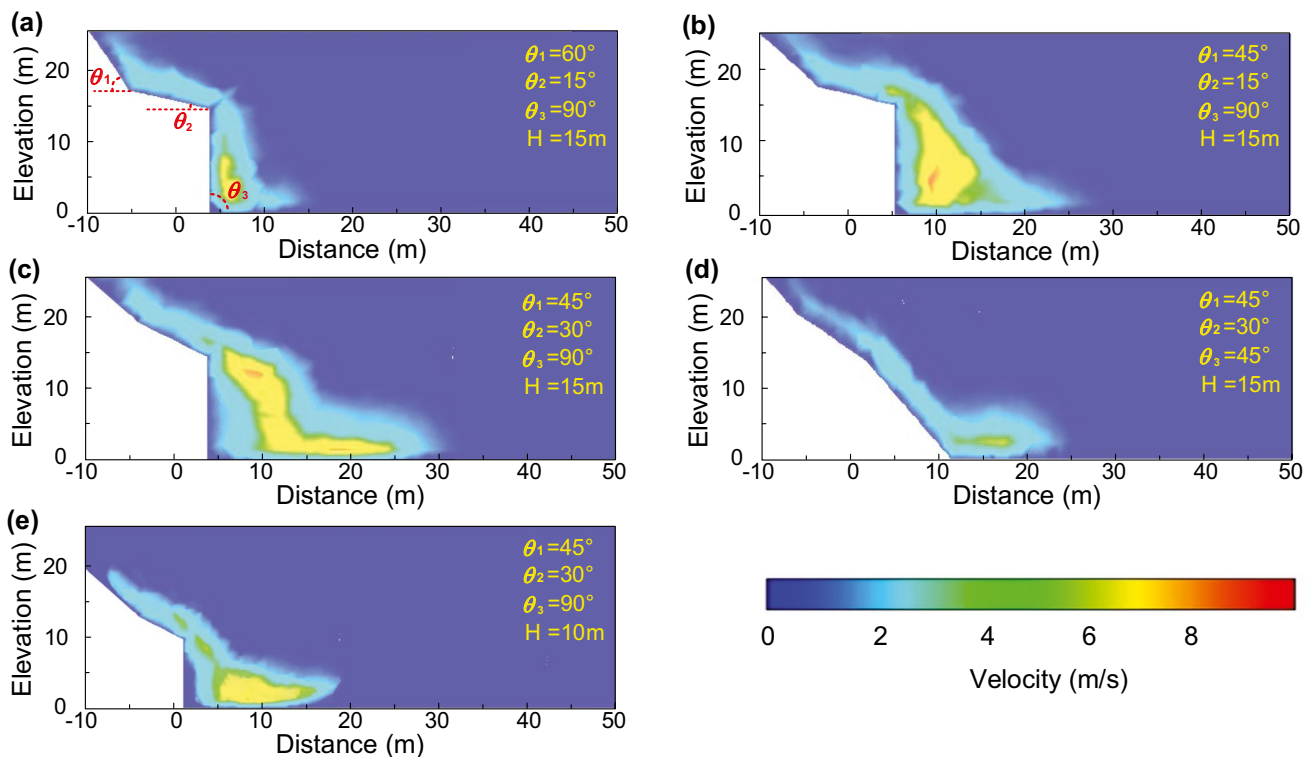 (a)
Elevation (m)
20
10
0
-10 0 10 20 30 40 50
Distance (m)
θ1=60°
θ2=15°
θ3=90°
H =15m
θ1
θ2
θ3
(b)
Elevation (m)
20
10
0
-10 0 10 20 30 40 50
Distance (m)
θ1=45°
θ2=15°
θ3=90°
H =15m
(c)
Elevation (m)
20
10
0
-10 0 10 20 30 40 50
Distance (m)
θ1=45°
θ2=30°
θ3=90°
H =15m
(d)
Elevation (m)
20
10
0
-10 0 10 20 30 40 50
Distance (m)
θ1=45°
θ2=30°
θ3=45°
H =15m
(e)
Elevation (m)
20
10
0
-10 0 10 20 30 40 50
Distance (m)
θ1=45°
θ2=30°
θ3=90°
H =10m
0 2 4 6 8
Velocity (m/s)